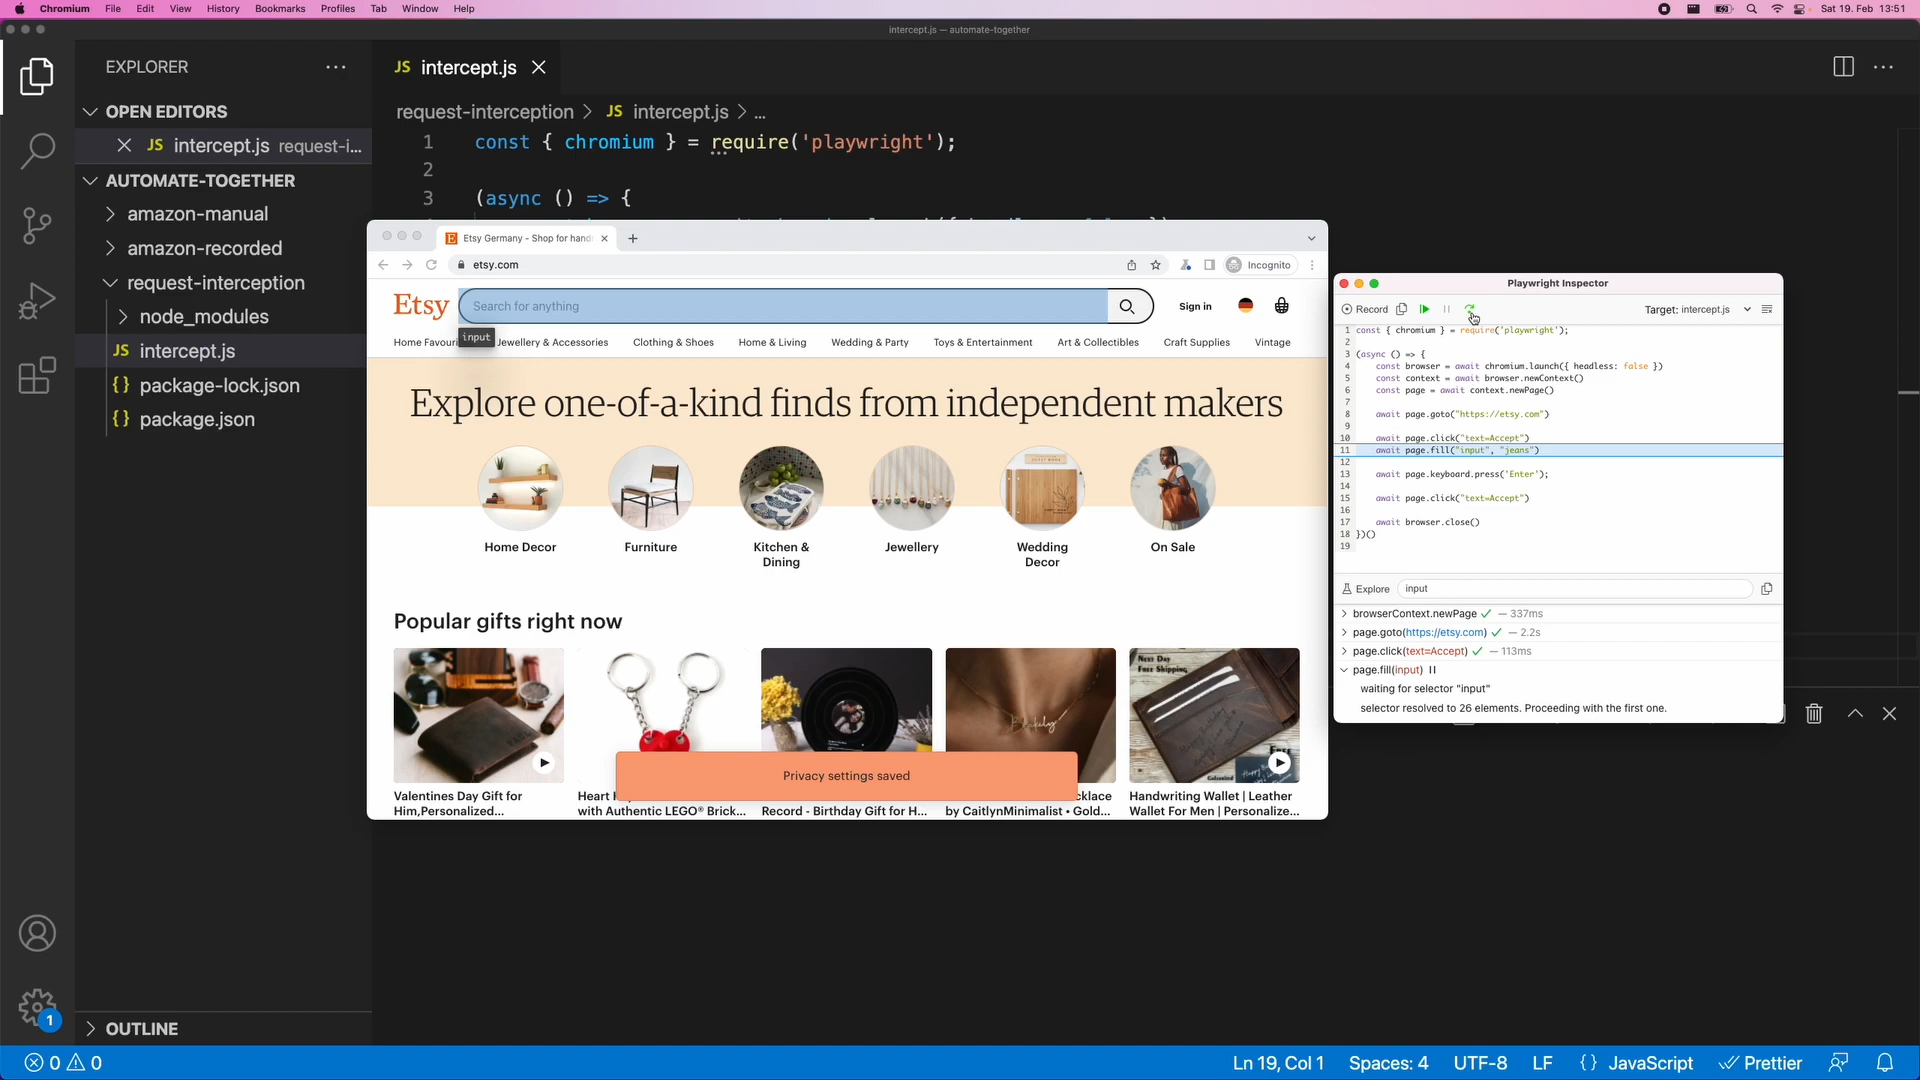 Chromium File Edit View History Bookmarks Profiles Tab Window Help
Sat 19. Feb 13:51
intercept.js — automate-together
EXPLORER
OPEN EDITORS
JS intercept.js request-i...
AUTOMATE-TOGETHER
amazon-manual
amazon-recorded
request-interception
node_modules
JS intercept.js
{} package-lock.json
{} package.json
OUTLINE
JS intercept.js
request-interception > JS intercept.js > ...
1 const { chromium } = require('playwright');
2
3 (async () => {
Etsy Germany - Shop for hand
etsy.com
Incognito
Etsy
Search for anything
Sign in
input
Home Favouri
Jewellery & Accessories
Clothing & Shoes
Home & Living
Wedding & Party
Toys & Entertainment
Art & Collectibles
Craft Supplies
Vintage
Explore one-of-a-kind finds from independent makers
Home Decor
Furniture
Kitchen &
Dining
Jewellery
Wedding
Decor
On Sale
Popular gifts right now
Next Day
Free Shipping
Privacy settings saved
Valentines Day Gift for
Him,Personalized...
Heart
with Authentic LEGO® Brick...
Record - Birthday Gift for H...
cklace
by CaitlynMinimalist • Gold...
Handwriting Wallet | Leather
Wallet For Men | Personalize...
Playwright Inspector
Record
Target: intercept.js
1 const { chromium } = require('playwright');
2
3 (async () => {
4 const browser = await chromium.launch({ headless: false })
5 const context = await browser.newContext()
6 const page = await context.newPage()
7
8 await page.goto("https://etsy.com")
9
10 await page.click("text=Accept")
11 await page.fill("input", "jeans")
12
13 await page.keyboard.press('Enter');
14
15 await page.click("text=Accept")
16
17 await browser.close()
18 })()
19
Explore input
browserContext.newPage ✓ — 337ms
page.goto(https://etsy.com) ✓ — 2.2s
page.click(text=Accept) ✓ — 113ms
page.fill(input)
waiting for selector "input"
selector resolved to 26 elements. Proceeding with the first one.
1
0 0
Ln 19, Col 1
Spaces: 4
UTF-8
LF
{} JavaScript
Prettier